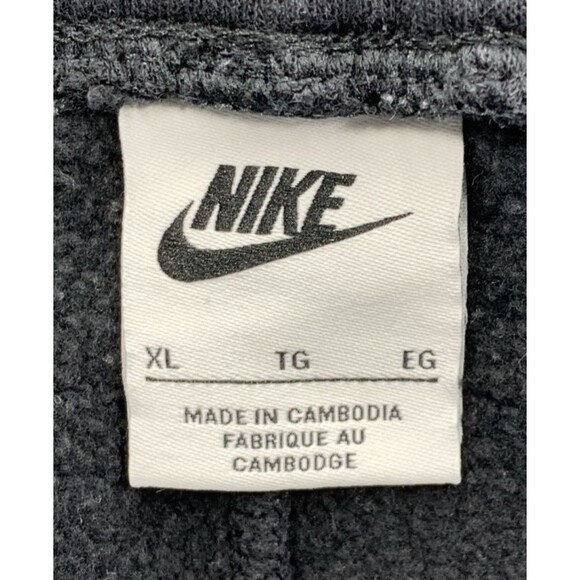 NIKE
XL TG EG
MADE IN CAMBODIA
FABRIQUE AU
CAMBODGE